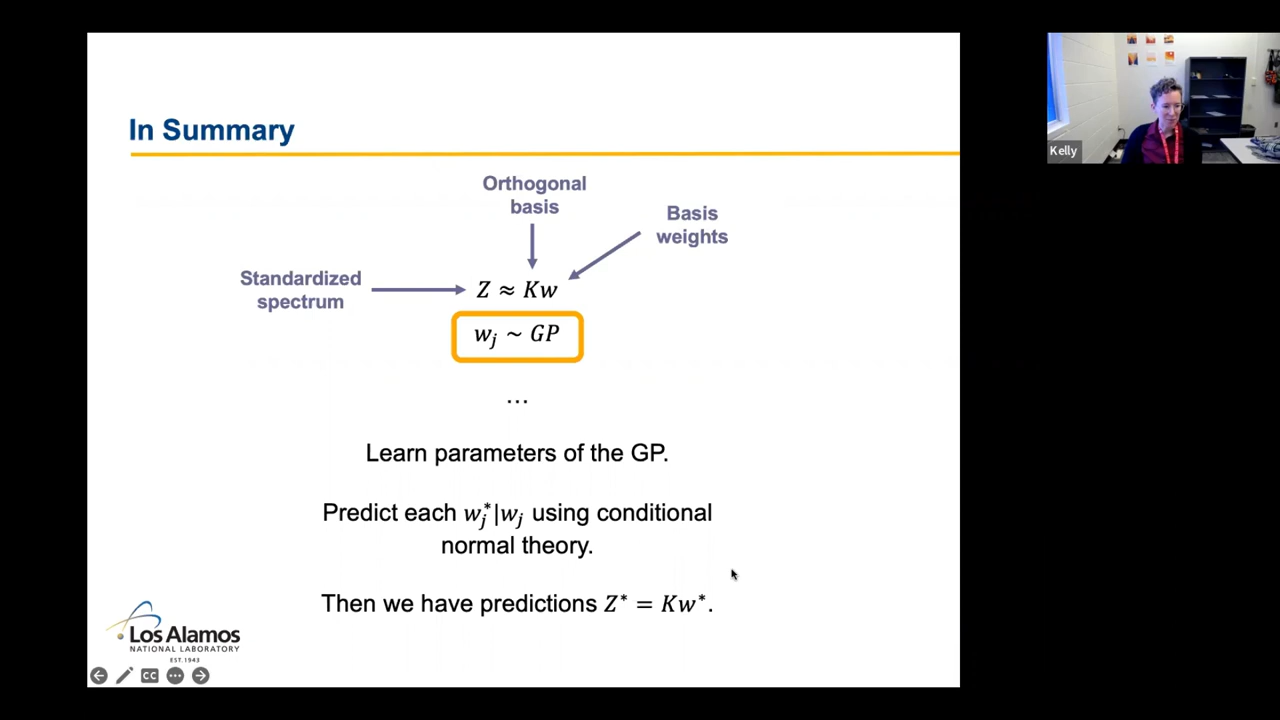 In Summary
Orthogonal
basis
Basis
weights
Standardized
spectrum
Z ≈ Kw
w_j ~ GP
...
Learn parameters of the GP.
Predict each w_j^*|w_j using conditional
normal theory.
Then we have predictions Z^* = Kw^*.
Los Alamos
NATIONAL LABORATORY
EST.1943
CC
Kelly